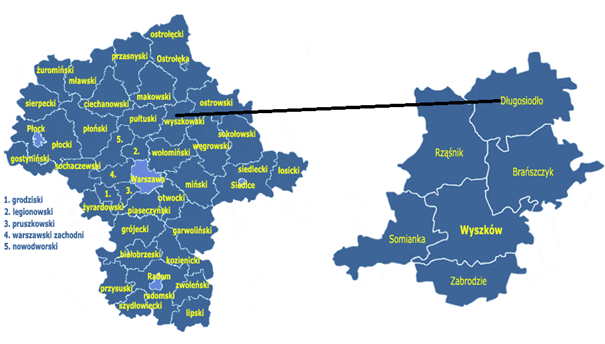 ostrołęcki
przasnyski
Ostrołęka
żuromiński
mławski
makowski
sierpecki
ciechanowski
ostrowski
pułtuski
wyszkowski
Płock
płoński
sokołowski
płocki
5.
węgrowski
2.
wołomiński
gostyniński
sochaczewski
4.
Warszawa
miński
siedlecki
łosicki
Siedlce
1.
3.
otwocki
żyrardowski
piaseczyński
grójecki
garwoliński
białobrzeski
kozienicki
Radom
przysuski
radomski
zwoleński
szydłowiecki
lipski
1. grodziski
2. legionowski
3. pruszkowski
4. warszawski zachodni
5. nowodworski
Długosiodło
Rząśnik
Brańszczyk
Wyszków
Somianka
Zabrodzie